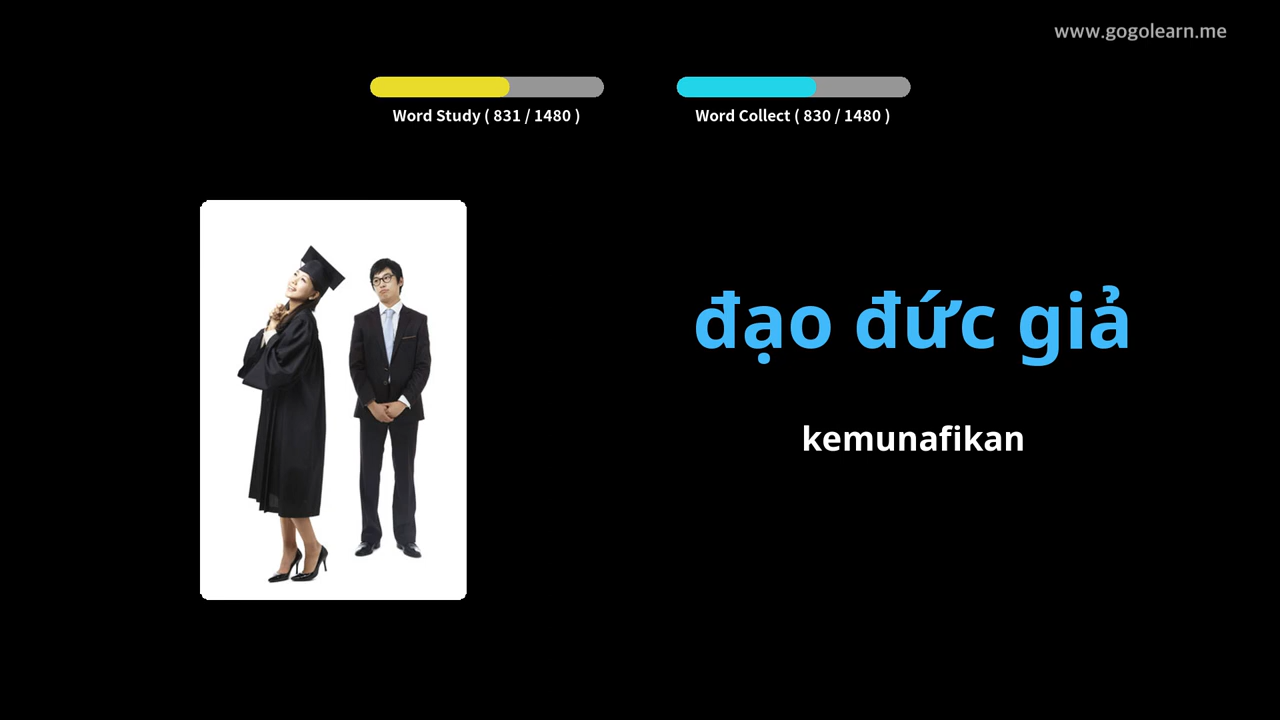 www.gogolearn.me
Word Study ( 831 / 1480 )
Word Collect ( 830 / 1480 )
đạo đức giả
kemunafikan